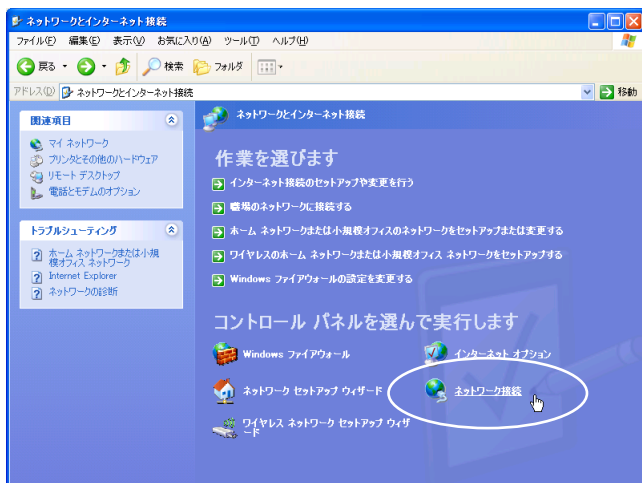 ネットワークとインターネット接続
ファイル(F) 編集(E) 表示(V) お気に入り(A) ツール(T) ヘルプ(H)
戻る 検索 フォルダ
アドレス(D) ネットワークとインターネット接続 移動
関連項目
マイ ネットワーク
プリンタとその他のハードウェア
リモート デスクトップ
電話とモデムのオプション
トラブルシューティング
ホーム ネットワークまたは小規
模オフィス ネットワーク
Internet Explorer
ネットワークの診断
ネットワークとインターネット接続
作業を選びます
インターネット接続のセットアップや変更を行う
職場のネットワークに接続する
ホーム ネットワークまたは小規模オフィスのネットワークをセットアップまたは変更する
ワイヤレスのホーム ネットワークまたは小規模オフィス ネットワークをセットアップする
Windows ファイアウォールの設定を変更する
コントロール パネルを選んで実行します
Windows ファイアウォール インターネット オプション
ネットワーク セットアップ ウィザード ネットワーク接続
ワイヤレス ネットワーク セットアップ ウィザ
ード